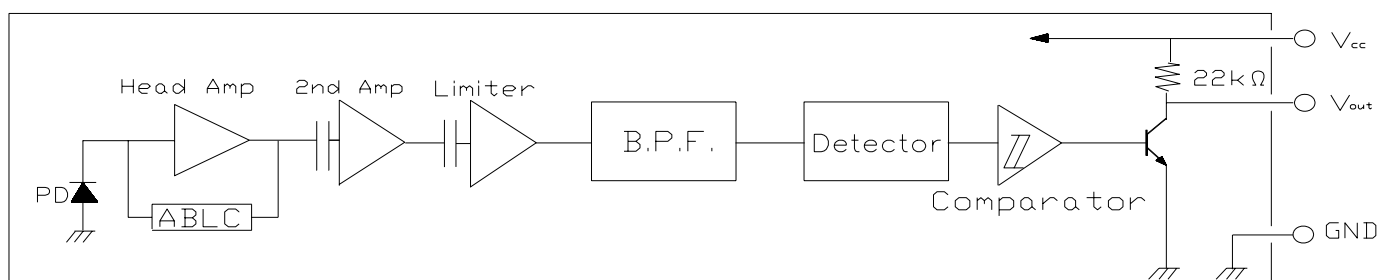 Vcc
22kΩ
Head Amp
2nd Amp
Limiter
Vout
B.P.F.
Detector
PD
ABLC
Comparator
GND